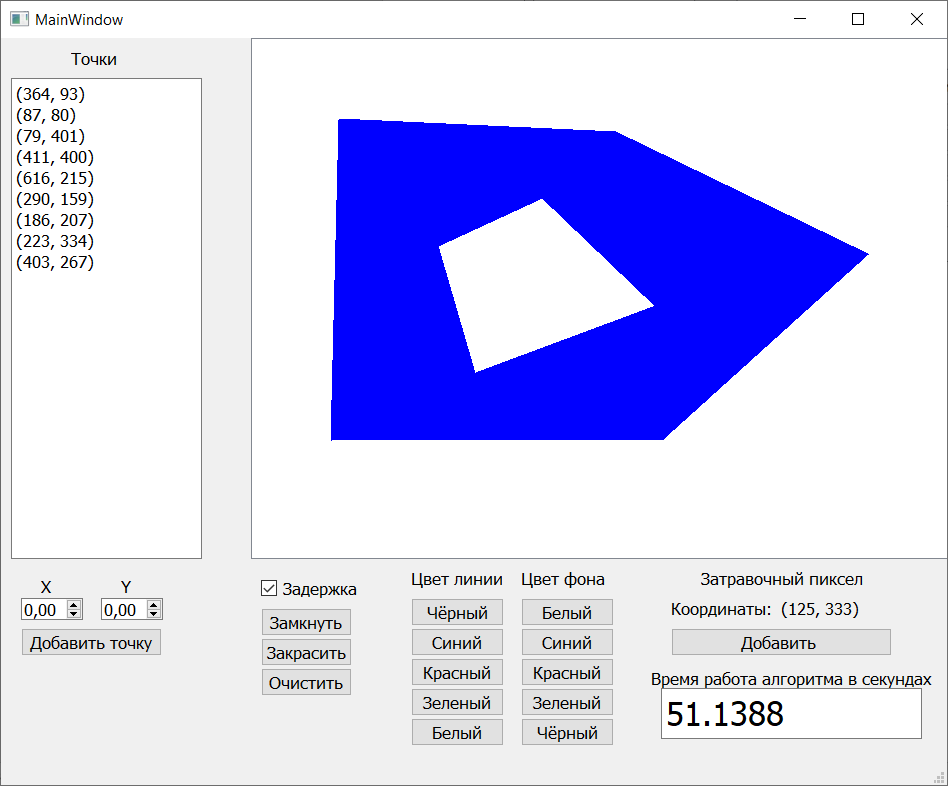 MainWindow
Точки
(364, 93)
(87, 80)
(79, 401)
(411, 400)
(616, 215)
(290, 159)
(186, 207)
(223, 334)
(403, 267)
X Y
0,00 0,00
Добавить точку
Задержка
Замкнуть
Закрасить
Очистить
Цвет линии
Чёрный
Синий
Красный
Зеленый
Белый
Цвет фона
Белый
Синий
Красный
Зеленый
Чёрный
Затравочный пиксел
Координаты: (125, 333)
Добавить
Время работа алгоритма в секундах
51.1388